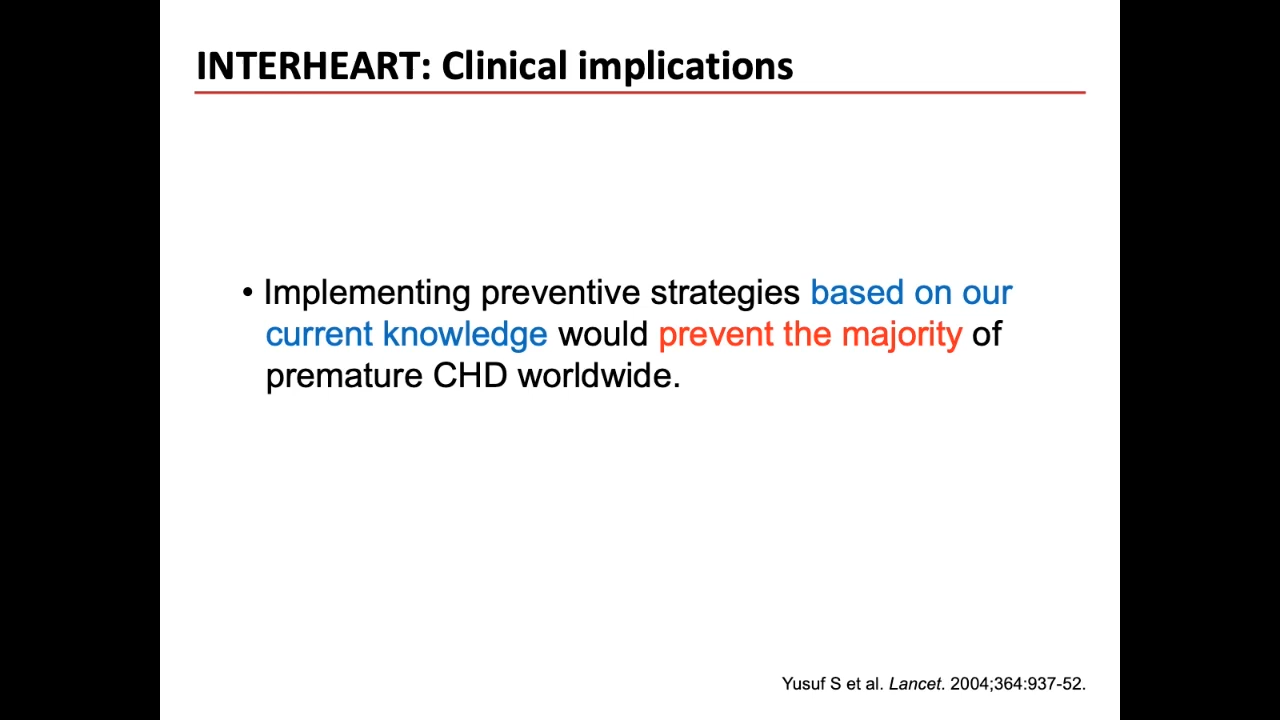 INTERHEART: Clinical implications
• Implementing preventive strategies based on our
current knowledge would prevent the majority of
premature CHD worldwide.
Yusuf S et al. Lancet. 2004;364:937-52.